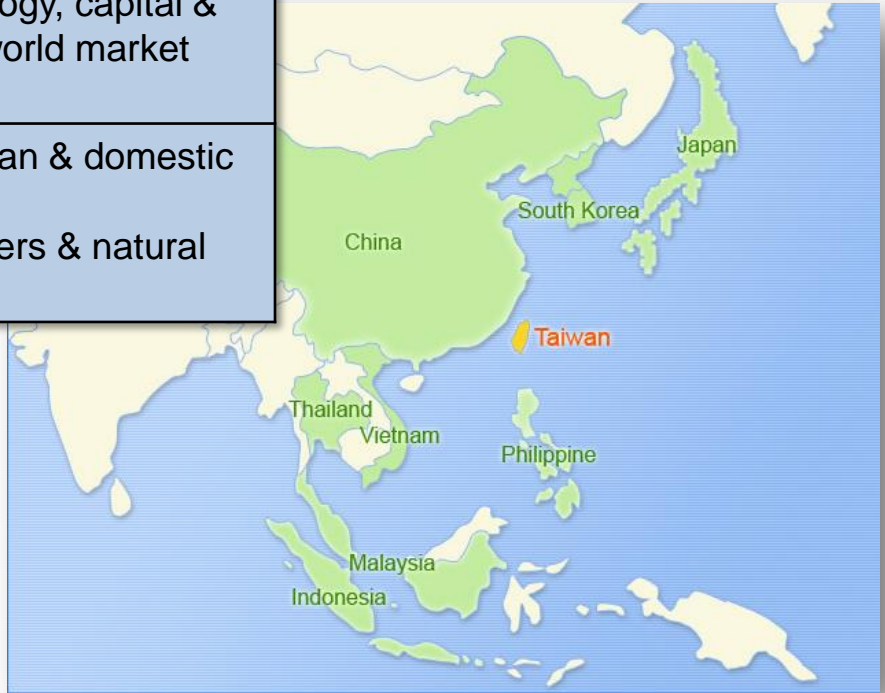 ogy, capital &
world market
an & domestic
ers & natural
Japan
South Korea
China
Taiwan
Thailand
Vietnam
Philippine
Malaysia
Indonesia